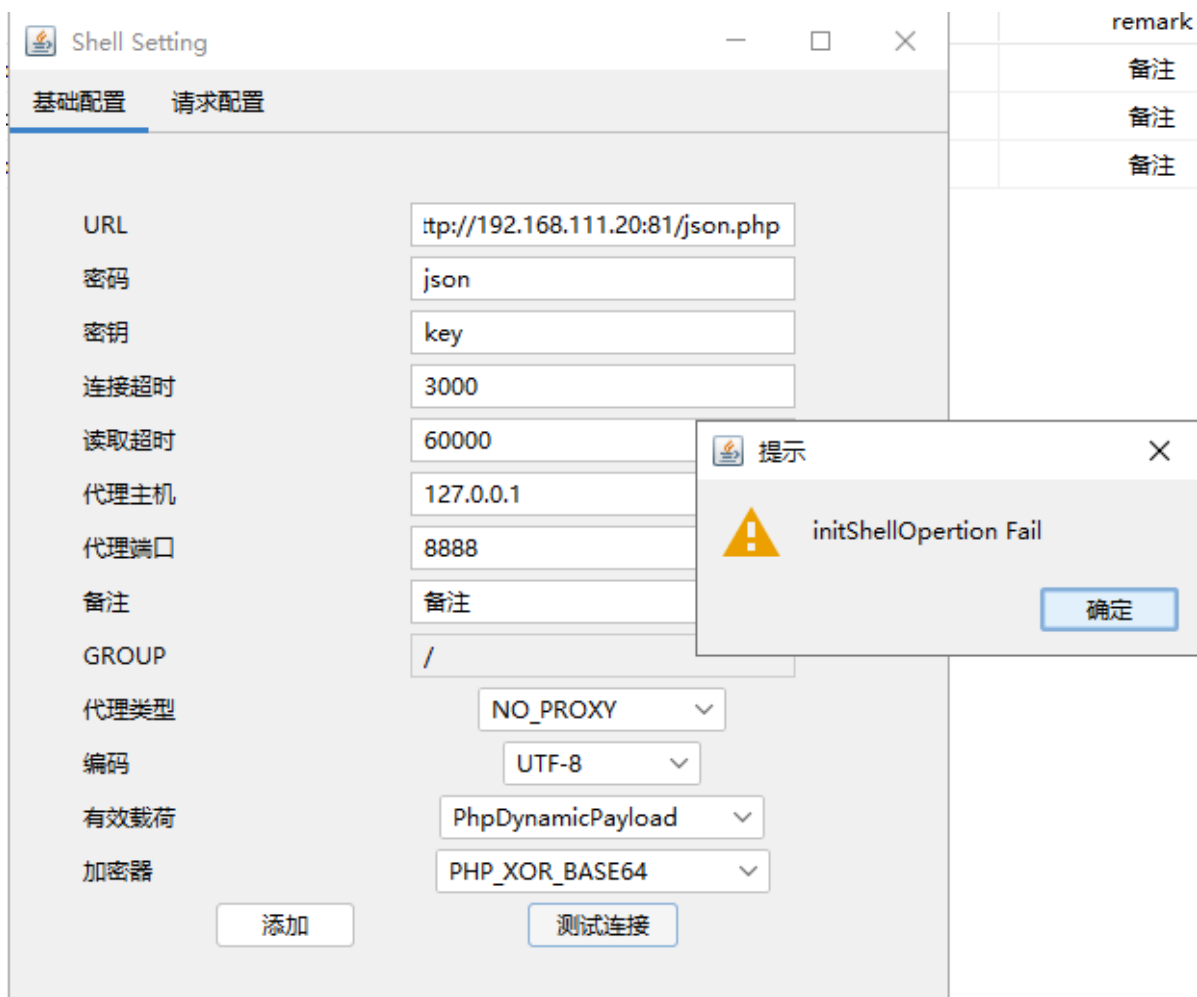 Shell Setting
remark
基础配置 请求配置
备注
备注
备注
URL ttp://192.168.111.20:81/json.php
密码 json
密钥 key
连接超时 3000
读取超时 60000
提示
代理主机 127.0.0.1
initShellOpertion Fail
代理端口 8888
备注 备注
确定
GROUP /
代理类型 NO_PROXY
编码 UTF-8
有效载荷 PhpDynamicPayload
加密器 PHP_XOR_BASE64
添加 测试连接